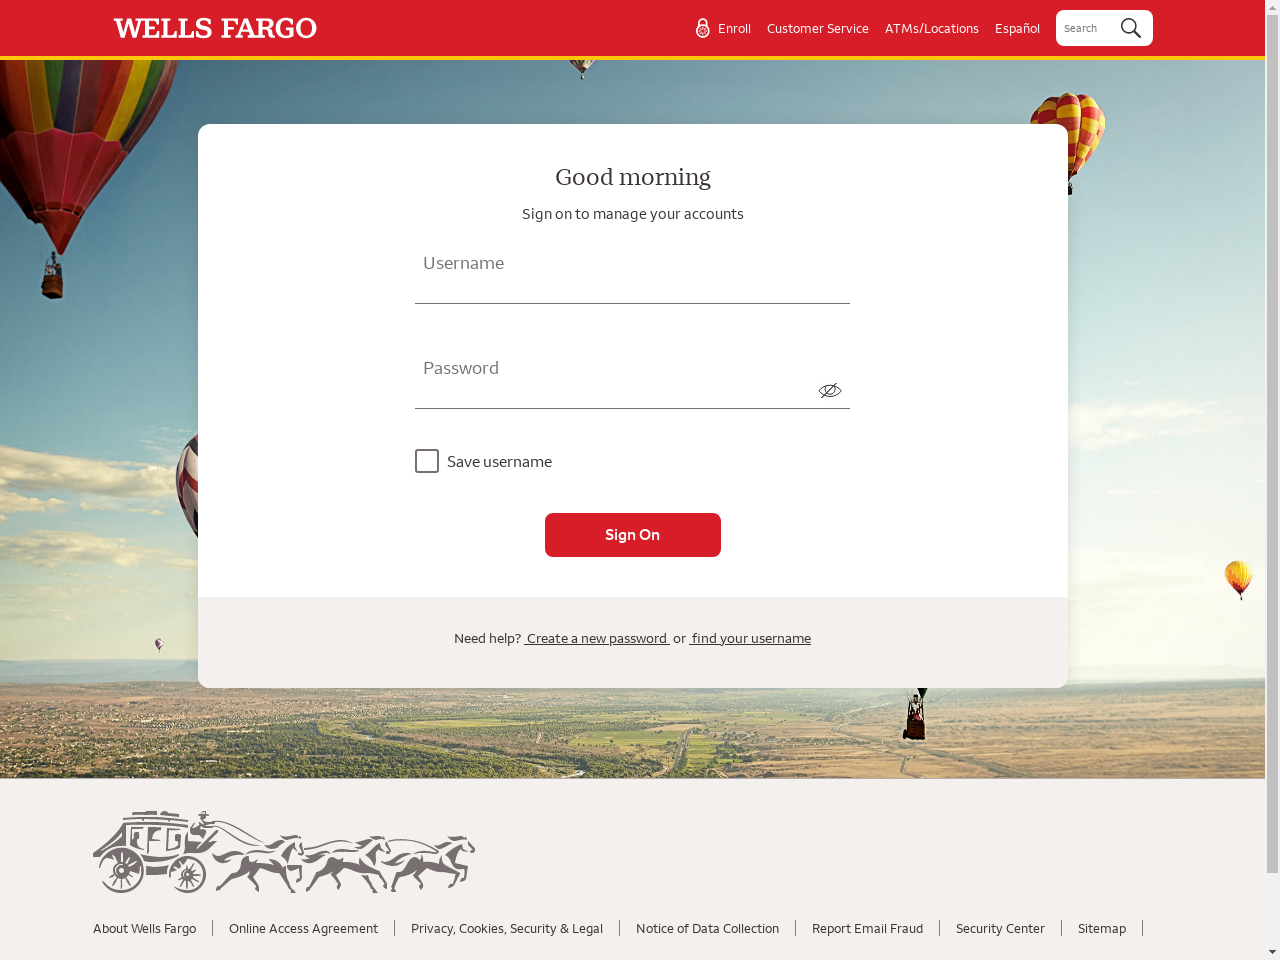 WELLS FARGO
Enroll
Customer Service
ATMs/Locations
Español
Search
Good morning
Sign on to manage your accounts
Username
Password
Save username
Sign On
Need help? Create a new password or find your username
About Wells Fargo
Online Access Agreement
Privacy, Cookies, Security & Legal
Notice of Data Collection
Report Email Fraud
Security Center
Sitemap